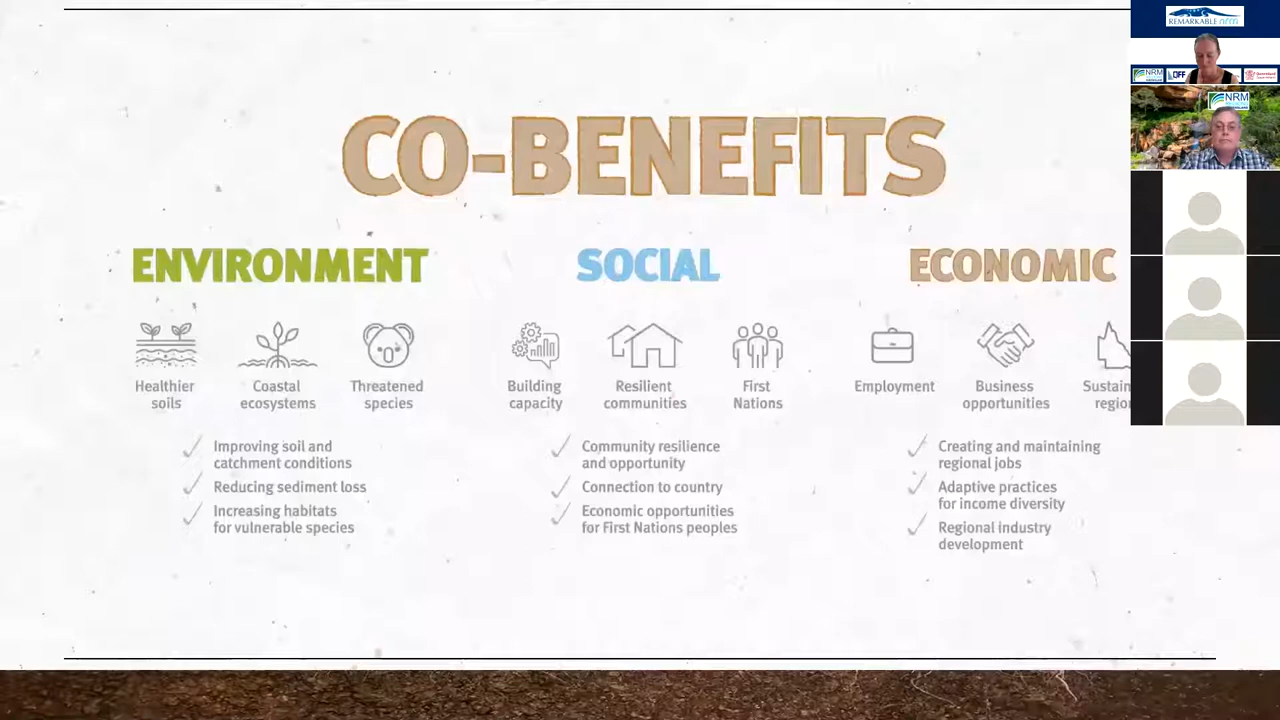 CO-BENEFITS
ENVIRONMENT
Healthier
soils
Coastal
ecosystems
Threatened
species
Improving soil and
catchment conditions
Reducing sediment loss
Increasing habitats
for vulnerable species
SOCIAL
Building
capacity
Resilient
communities
First
Nations
Community resilience
and opportunity
Connection to country
Economic opportunities
for First Nations peoples
ECONOMIC
Employment
Business
opportunities
Creating and maintaining
regional jobs
Adaptive practices
for income diversity
Regional industry
development
REMARKABLE
NRM
QFF
NRM